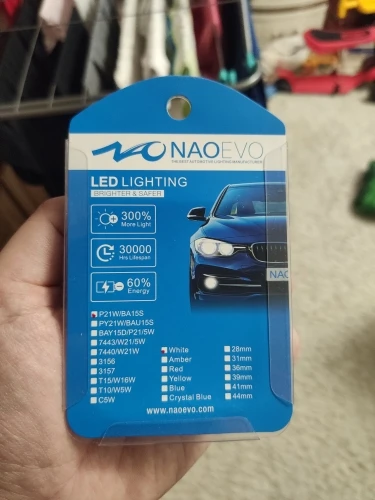 NAOEVO
THE BEST AUTOMOTIVE LIGHTING MANUFACTURER
LED LIGHTING
BRIGHTER & SAFER
300%
More Light
30000
Hrs Lifespan
60%
Energy
NAO
P21W/BA15S
PY21W/BAU15S
BAY15D/P21/5W
7443/W21/5W
7440/W21W
3156
3157
T15/W16W
T10/W5W
C5W
White
Amber
Red
Yellow
Blue
Crystal Blue
28mm
31mm
36mm
39mm
41mm
44mm
www.naoevo.com